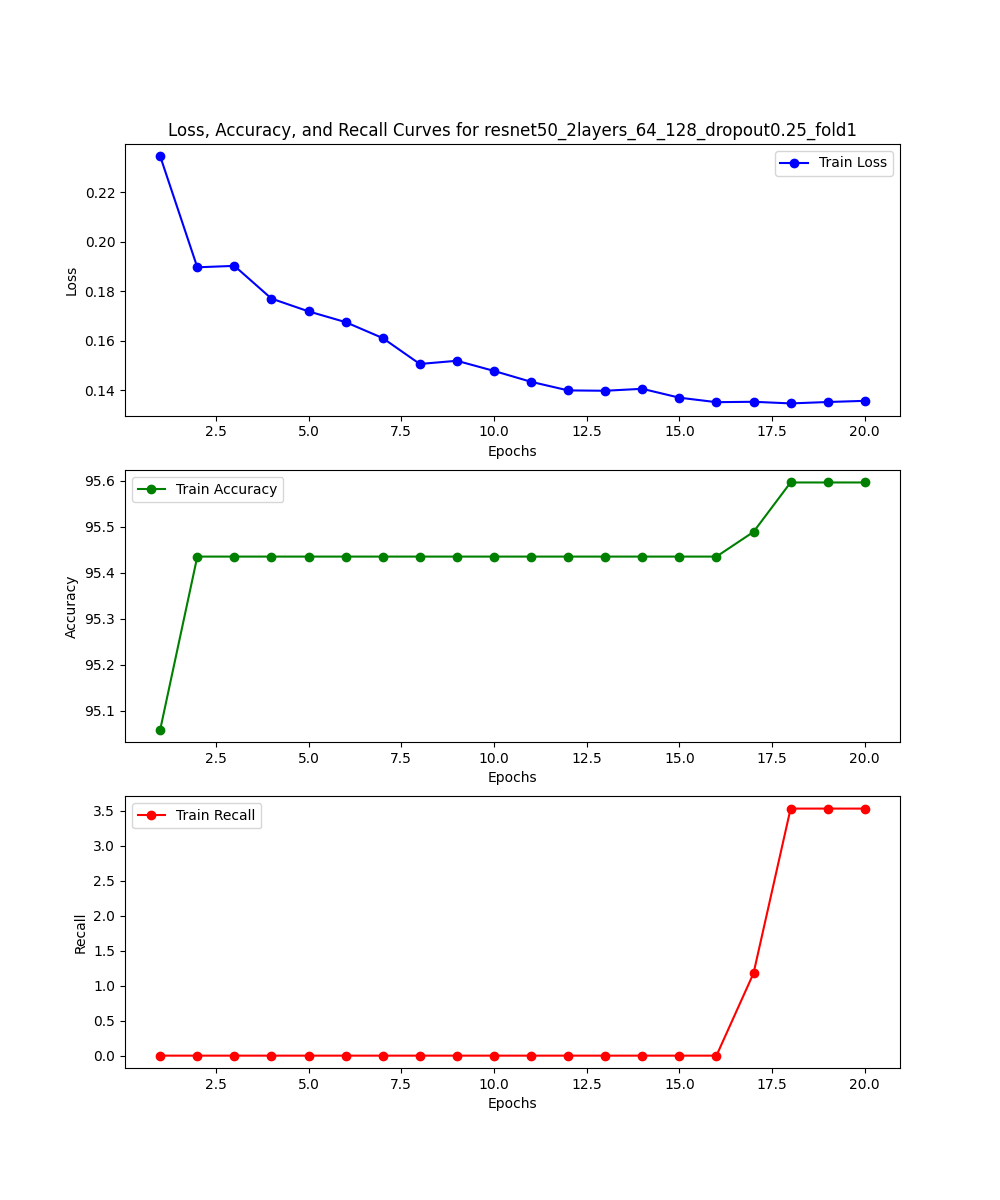 Loss, Accuracy, and Recall Curves for resnet50_2layers_64_128_dropout0.25_fold1
Train Loss
0.22
0.20
0.18
0.16
0.14
Loss
2.5 5.0 7.5 10.0 12.5 15.0 17.5 20.0
Epochs
Train Accuracy
95.6
95.5
95.4
95.3
95.2
95.1
Accuracy
2.5 5.0 7.5 10.0 12.5 15.0 17.5 20.0
Epochs
Train Recall
3.5
3.0
2.5
2.0
1.5
1.0
0.5
0.0
Recall
2.5 5.0 7.5 10.0 12.5 15.0 17.5 20.0
Epochs